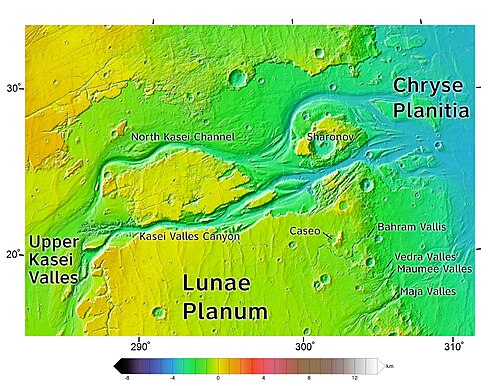 30°
Chryse
Planitia
North Kasei Channel
Sharonov
Bahram Vallis
Caseo
Kasei Valles Canyon
Upper
Kasei
Valles
20°
Vedra Valles
Maumee Valles
Lunae
Planum
Maja Valles
290°
300°
310°
-8
-4
0
4
8
12
km